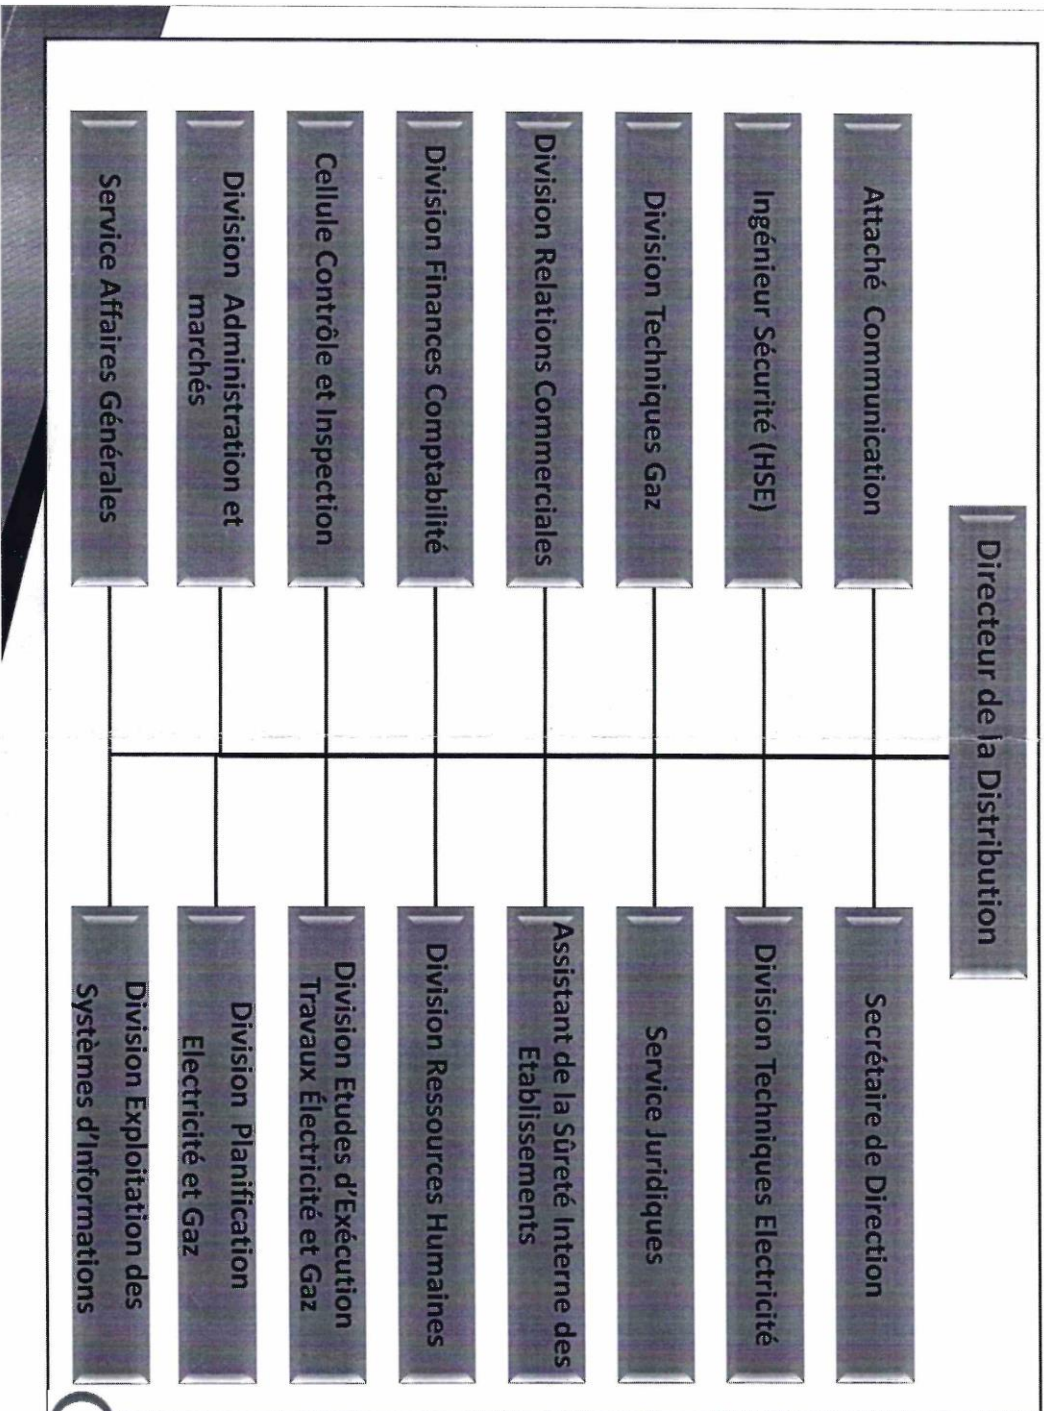 Directeur de la Distribution
Attaché Communication
Secrétaire de Direction
Ingénieur Sécurité (HSE)
Division Techniques Electricité
Division Techniques Gaz
Service Juridiques
Division Relations Commerciales
Assistant de la Sûreté Interne des
Etablissements
Division Finances Comptabilité
Division Ressources Humaines
Cellule Contrôle et Inspection
Division Etudes d'Exécution
Travaux Électricité et Gaz
Division Administration et
marchés
Division Planification
Electricité et Gaz
Service Affaires Générales
Division Exploitation des
Systèmes d'Informations